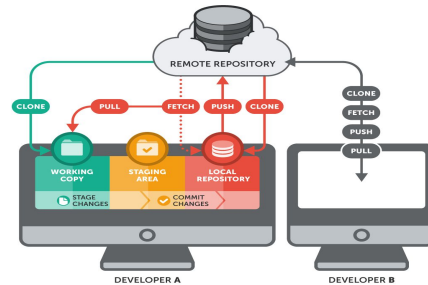 REMOTE REPOSITORY
CLONE
PULL
FETCH
PUSH
CLONE
CLONE
FETCH
PUSH
PULL
WORKING
COPY
STAGING
AREA
LOCAL
REPOSITORY
STAGE
CHANGES
COMMIT
CHANGES
DEVELOPER A
DEVELOPER B